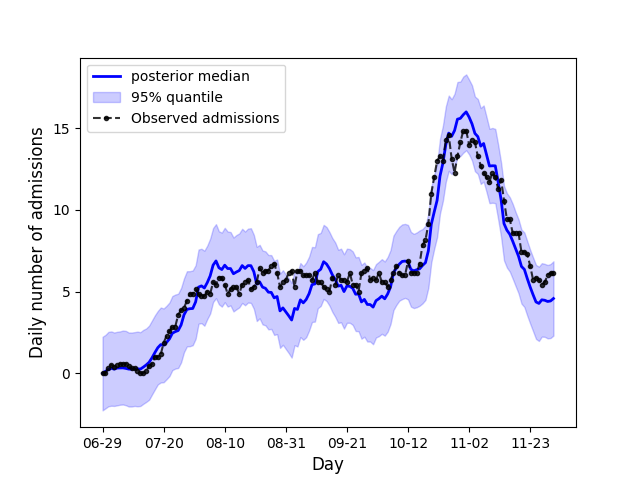 posterior median
95% quantile
Observed admissions
Daily number of admissions
15
10
5
0
06-29 07-20 08-10 08-31 09-21 10-12 11-02 11-23
Day